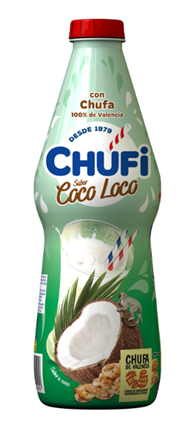 con
Chufa
100% de Valencia
DESDE 1979
CHUFi
Sabor
Coco Loco
CHUFA
DE VALENCIA